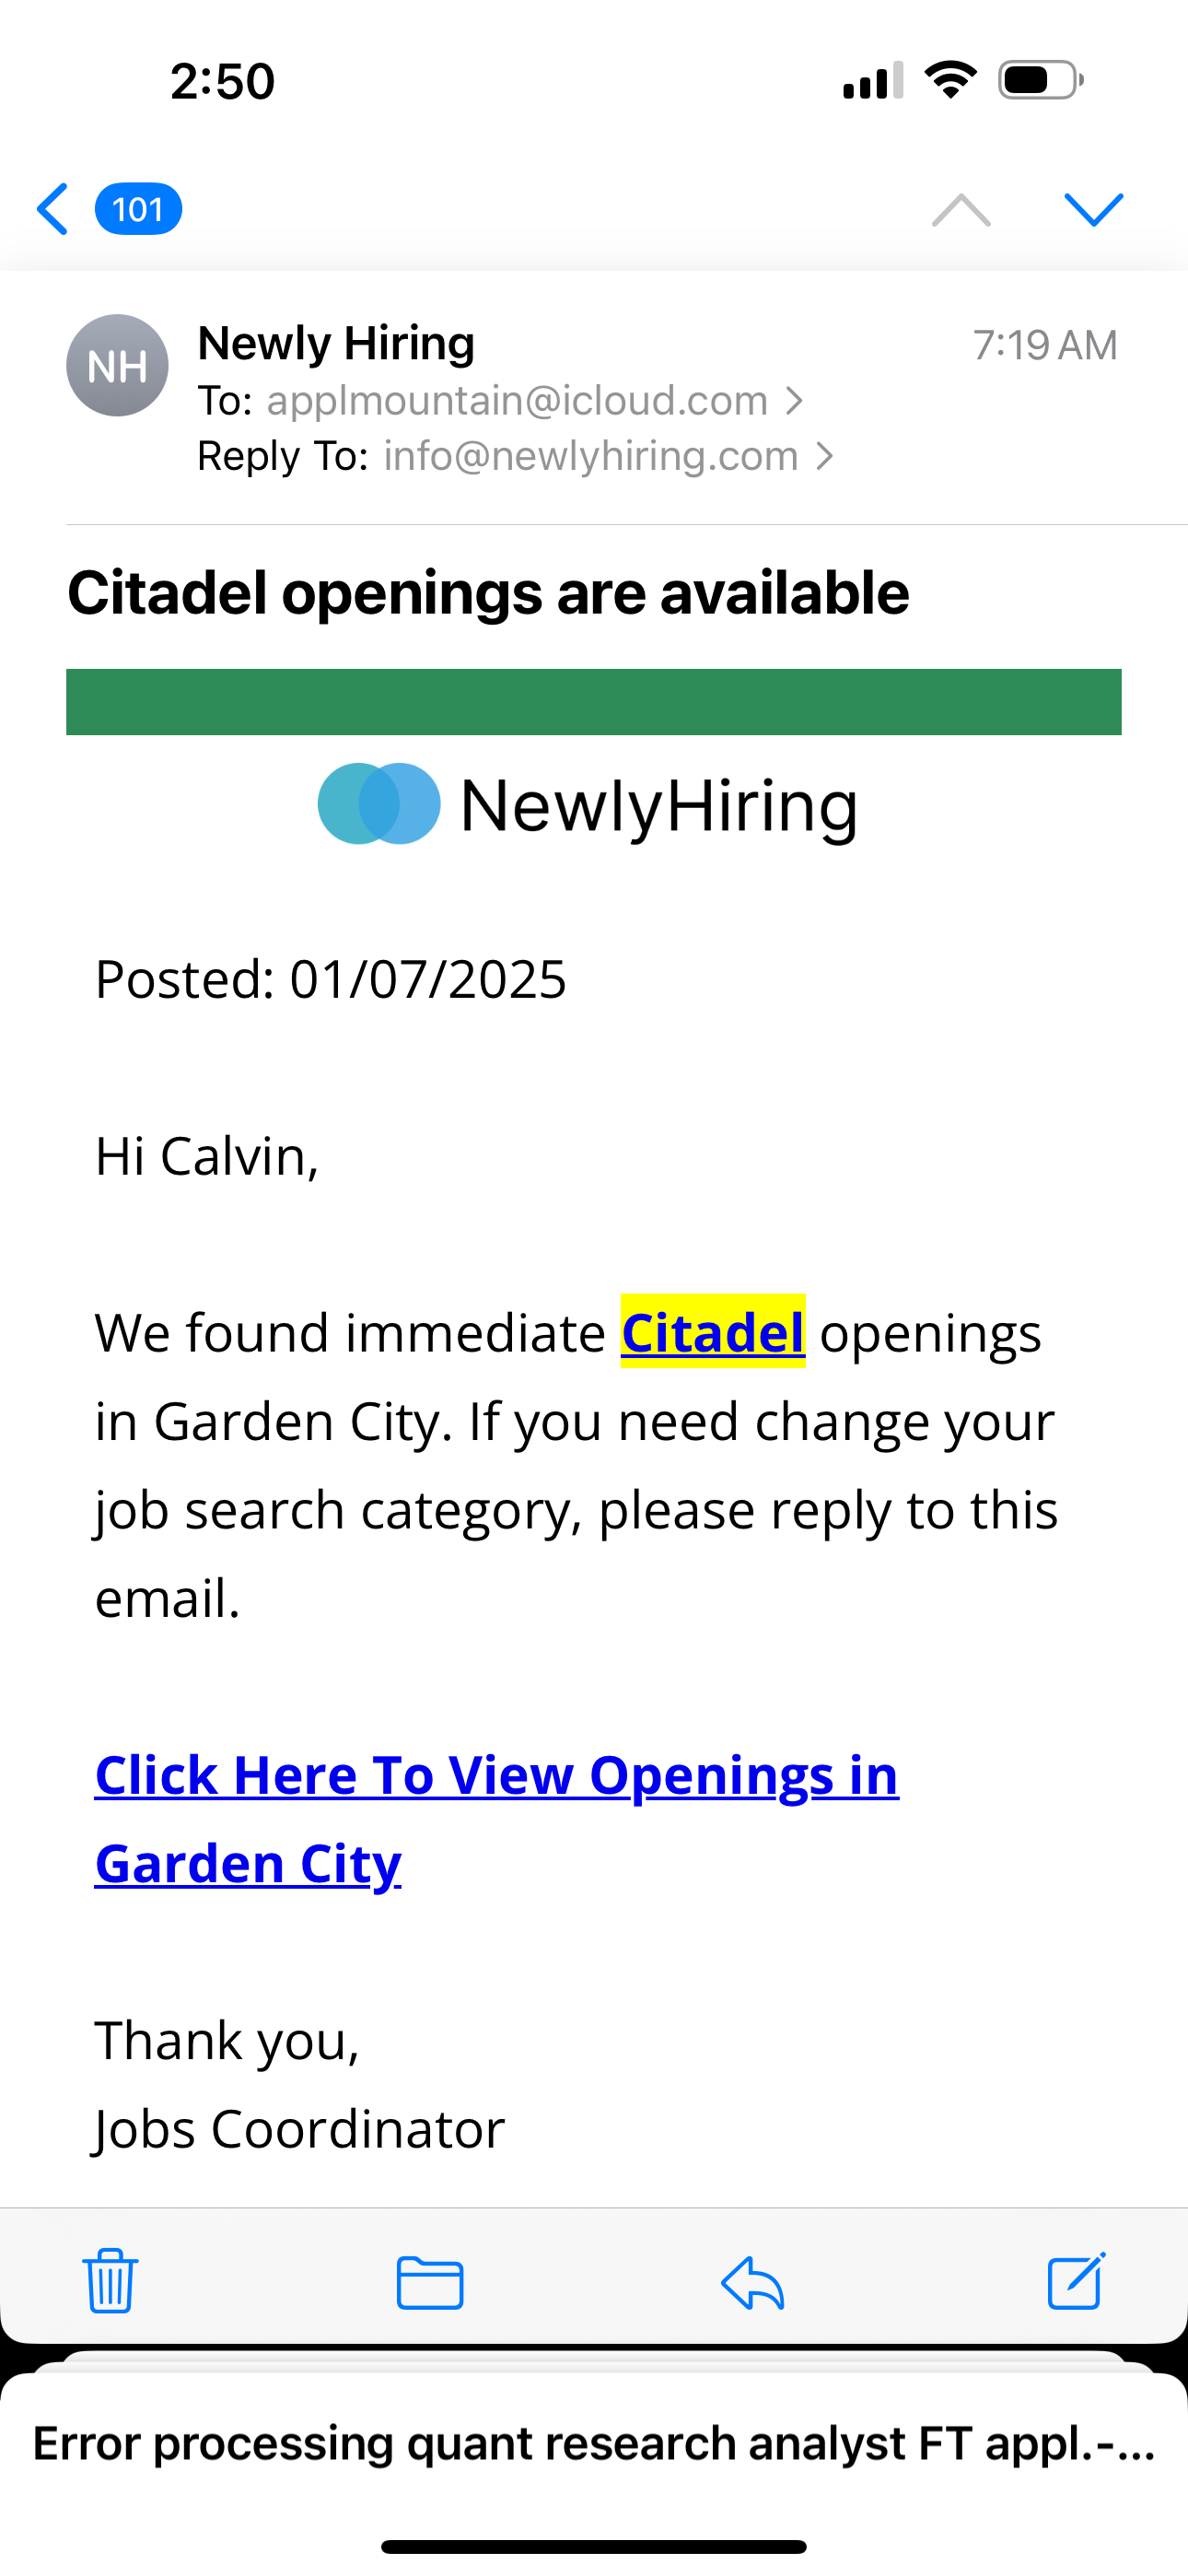 2:50
101
NH
Newly Hiring
7:19 AM
To: applmountain@icloud.com
Reply To: info@newlyhiring.com
Citadel openings are available
NewlyHiring
Posted: 01/07/2025
Hi Calvin,
We found immediate Citadel openings
in Garden City. If you need change your
job search category, please reply to this
email.
Click Here To View Openings in
Garden City
Thank you,
Jobs Coordinator
Error processing quant research analyst FT appl.-...